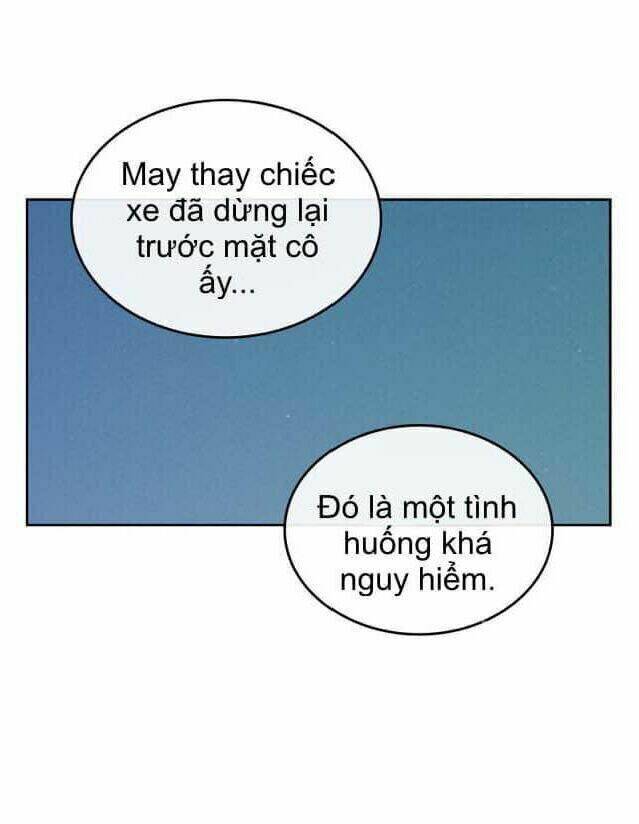 May thay chiếc
xe đã dừng lại
trước mặt cô
ấy...
Đó là một tình
huống khá
nguy hiểm.